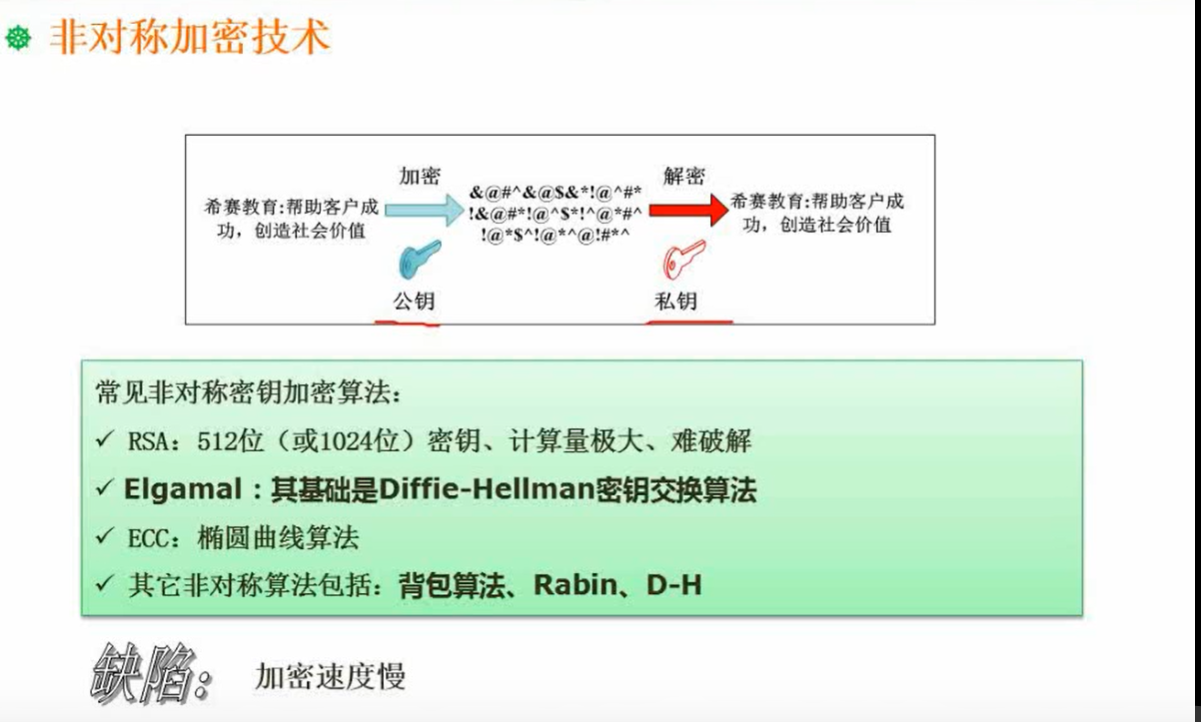 非对称加密技术
加密
解密
希赛教育:帮助客户成
功，创造社会价值
&@#^&@$&*!@^#*
!&@#*!@^$*!^@*#^
!@*$^!@*^@!#*^
希赛教育:帮助客户成
功，创造社会价值
公钥
私钥
常见非对称密钥加密算法：
✓ RSA：512位（或1024位）密钥、计算量极大、难破解
✓ Elgamal：其基础是Diffie-Hellman密钥交换算法
✓ ECC：椭圆曲线算法
✓ 其它非对称算法包括：背包算法、Rabin、D-H
缺陷： 加密速度慢